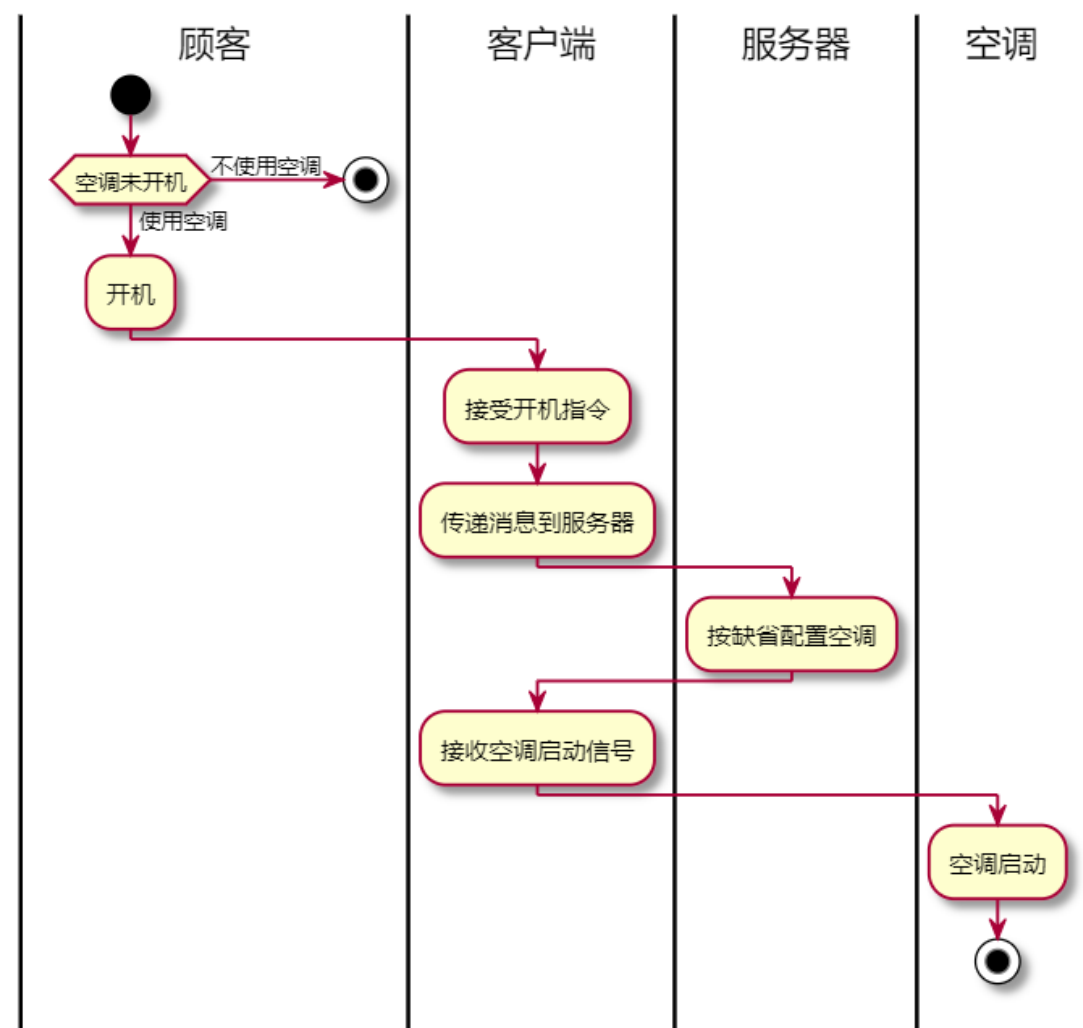 顾客
客户端
服务器
空调
空调未开机
不使用空调
使用空调
开机
接受开机指令
传递消息到服务器
按缺省配置空调
接收空调启动信号
空调启动